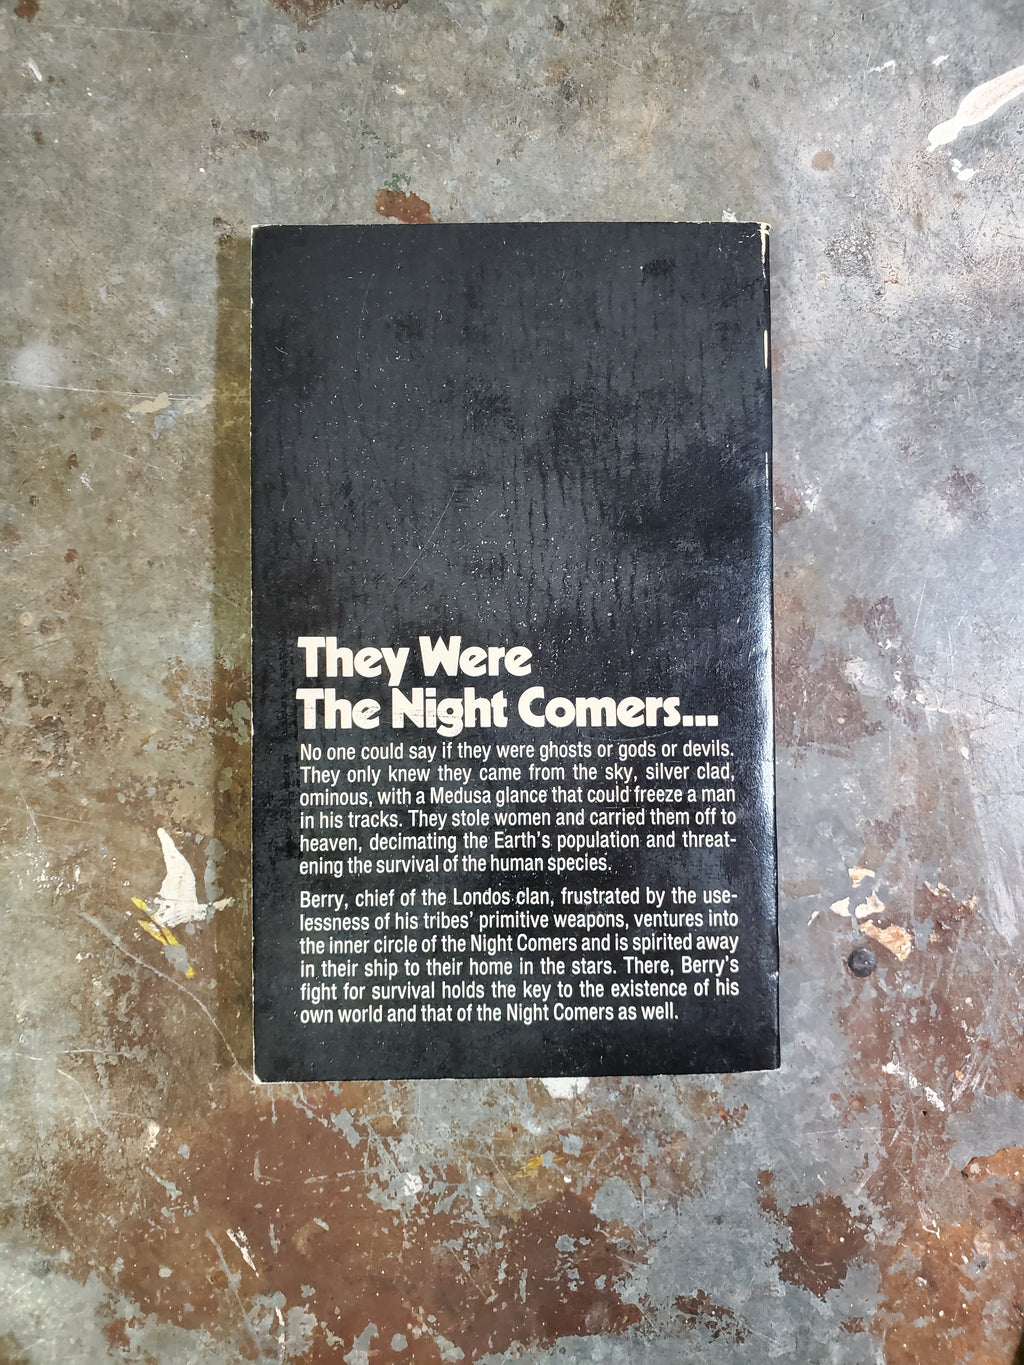 They Were
The Night Comers...
No one could say if they were ghosts or gods or devils.
They only knew they came from the sky, silver clad,
ominous, with a Medusa glance that could freeze a man
in his tracks. They stole women and carried them off to
heaven, decimating the Earth's population and threat-
ening the survival of the human species.
Berry, chief of the Londos clan, frustrated by the use-
lessness of his tribes' primitive weapons, ventures into
the inner circle of the Night Comers and is spirited away
in their ship to their home in the stars. There, Berry's
fight for survival holds the key to the existence of his
own world and that of the Night Comers as well.